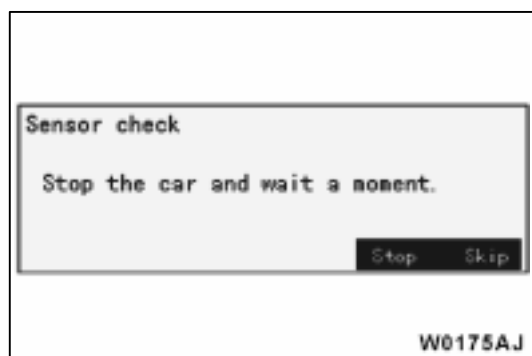 Sensor check
Stop the car and wait a moment.
Stop Skip
W0175AJ